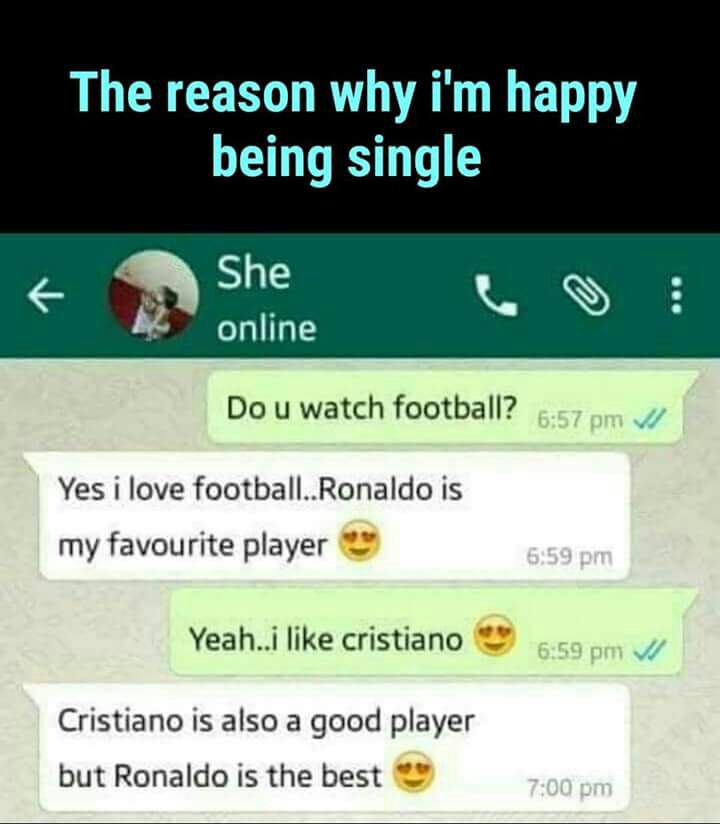 The reason why i'm happy
being single
She
online
Do u watch football? 6:57 pm
Yes i love football..Ronaldo is
my favourite player 😍 6:59 pm
Yeah..i like cristiano 😍 6:59 pm
Cristiano is also a good player
but Ronaldo is the best 😍 7:00 pm